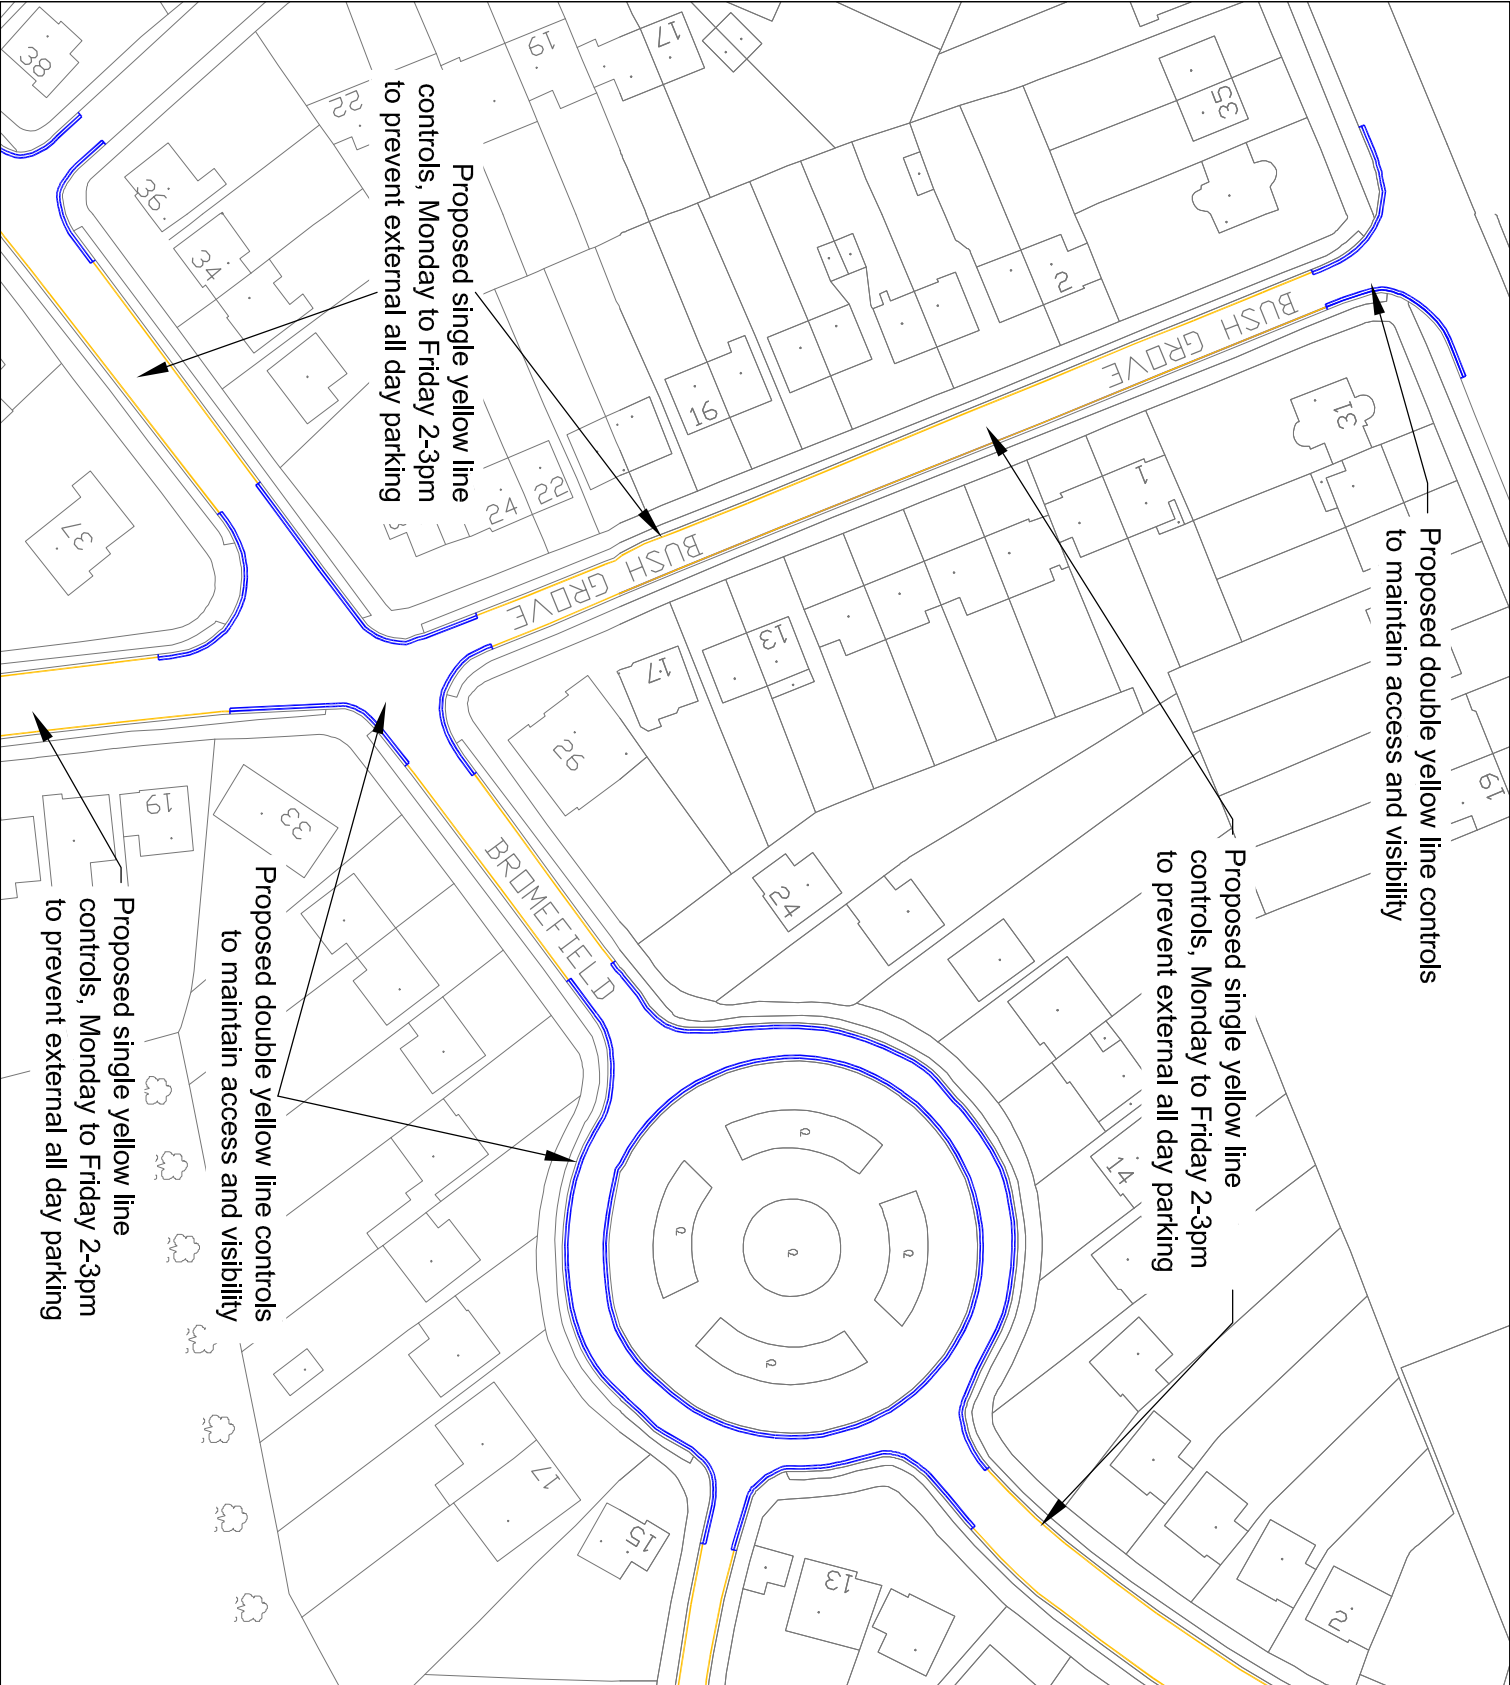 Proposed double yellow line controls
to maintain access and visibility
Proposed single yellow line
controls, Monday to Friday 2-3pm
to prevent external all day parking
Proposed single yellow line
controls, Monday to Friday 2-3pm
to prevent external all day parking
Proposed double yellow line controls
to maintain access and visibility
Proposed single yellow line
controls, Monday to Friday 2-3pm
to prevent external all day parking
BUSH GROVE
BUSH GROVE
BROMEFIELD
38
36
34
22
19
17
35
2
16
22
24
37
31
1
13
17
26
24
19
33
19
14
17
15
13
2